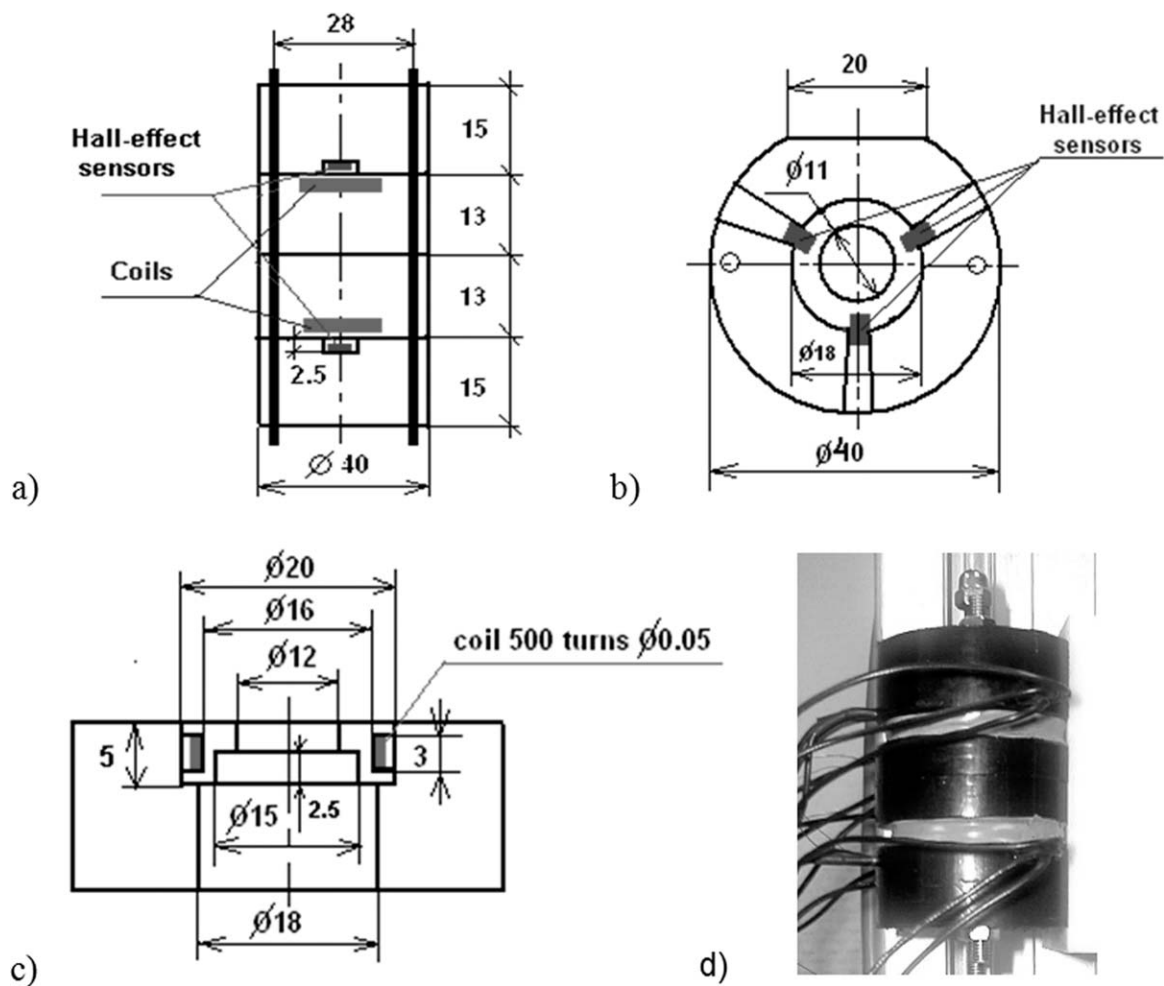 28
Hall-effect
sensors
Coils
15
13
13
15
2.5
Ø 40
a)
20
Hall-effect
sensors
Ø11
Ø18
Ø40
b)
Ø20
Ø16
Ø12
coil 500 turns Ø0.05
5
3
2.5
Ø15
Ø18
c)
d)